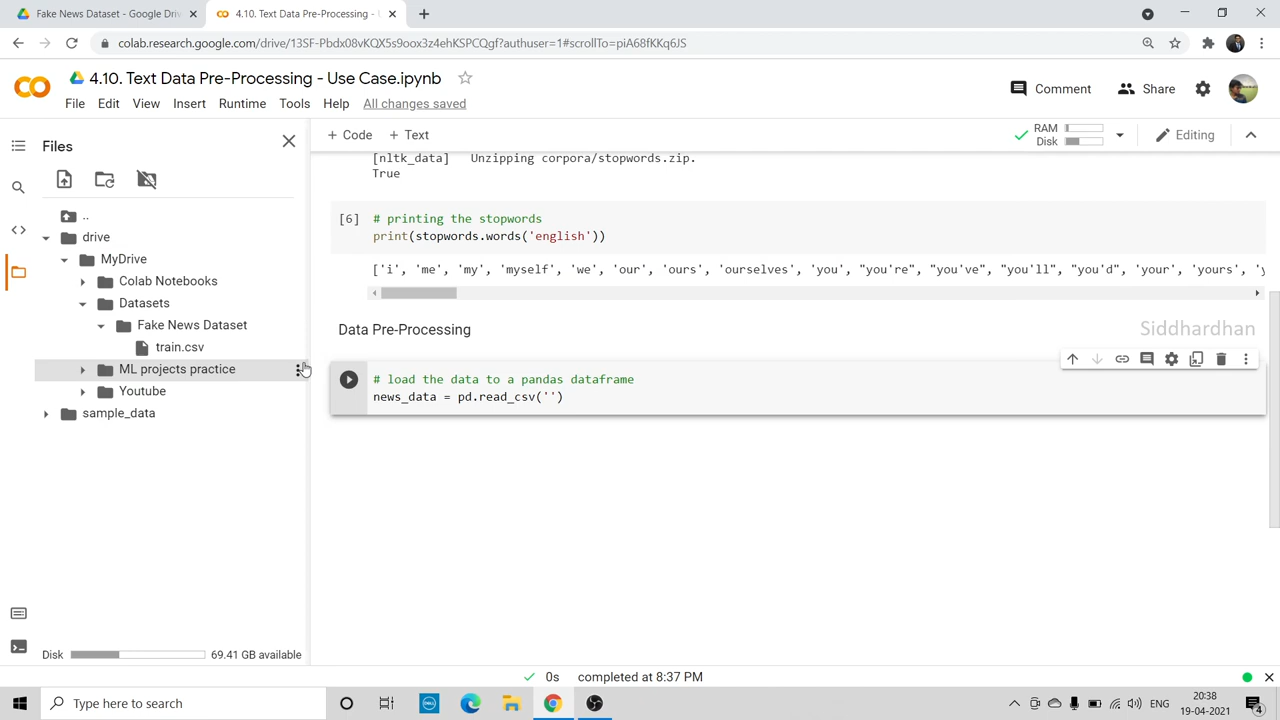 Fake News Dataset - Google Drive
4.10. Text Data Pre-Processing - U
colab.research.google.com/drive/13SF-Pbdx08vKQX5s9oox3z4ehKSPCQgf?authuser=1#scrollTo=piA68fKKq6JS
4.10. Text Data Pre-Processing - Use Case.ipynb
File Edit View Insert Runtime Tools Help All changes saved
Comment Share
Files
+ Code + Text
RAM
Disk
Editing
[nltk_data] Unzipping corpora/stopwords.zip.
True
..
drive
MyDrive
Colab Notebooks
Datasets
Fake News Dataset
train.csv
ML projects practice
Youtube
sample_data
[6] # printing the stopwords
print(stopwords.words('english'))
['i', 'me', 'my', 'myself', 'we', 'our', 'ours', 'ourselves', 'you', "you're", "you've", "you'll", "you'd", 'your', 'yours', 'y
Data Pre-Processing
Siddhardhan
# load the data to a pandas dataframe
news_data = pd.read_csv('')
Disk 69.41 GB available
0s completed at 8:37 PM
Type here to search
DELL
ENG
20:38
19-04-2021
4